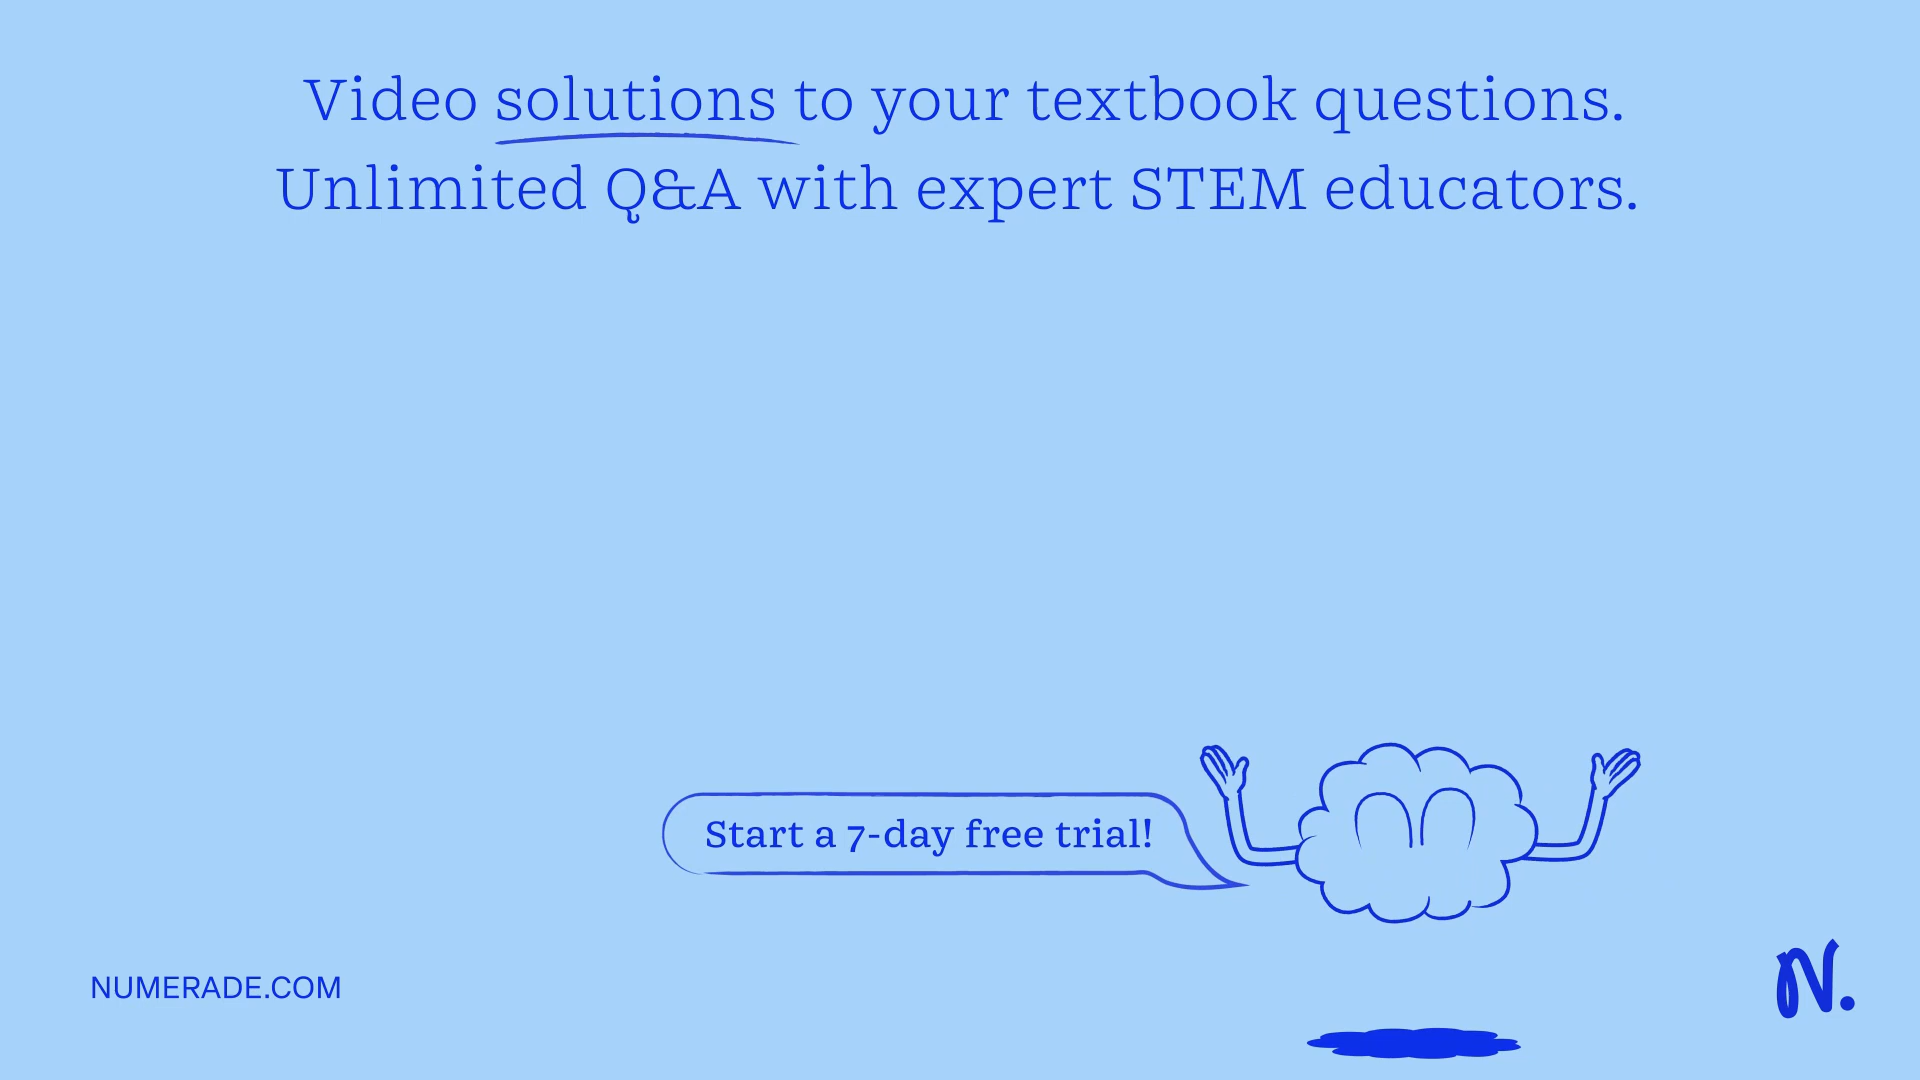 Video solutions to your textbook questions.
Unlimited Q&A with expert STEM educators.
Start a 7-day free trial!
NUMERADE.COM
N.